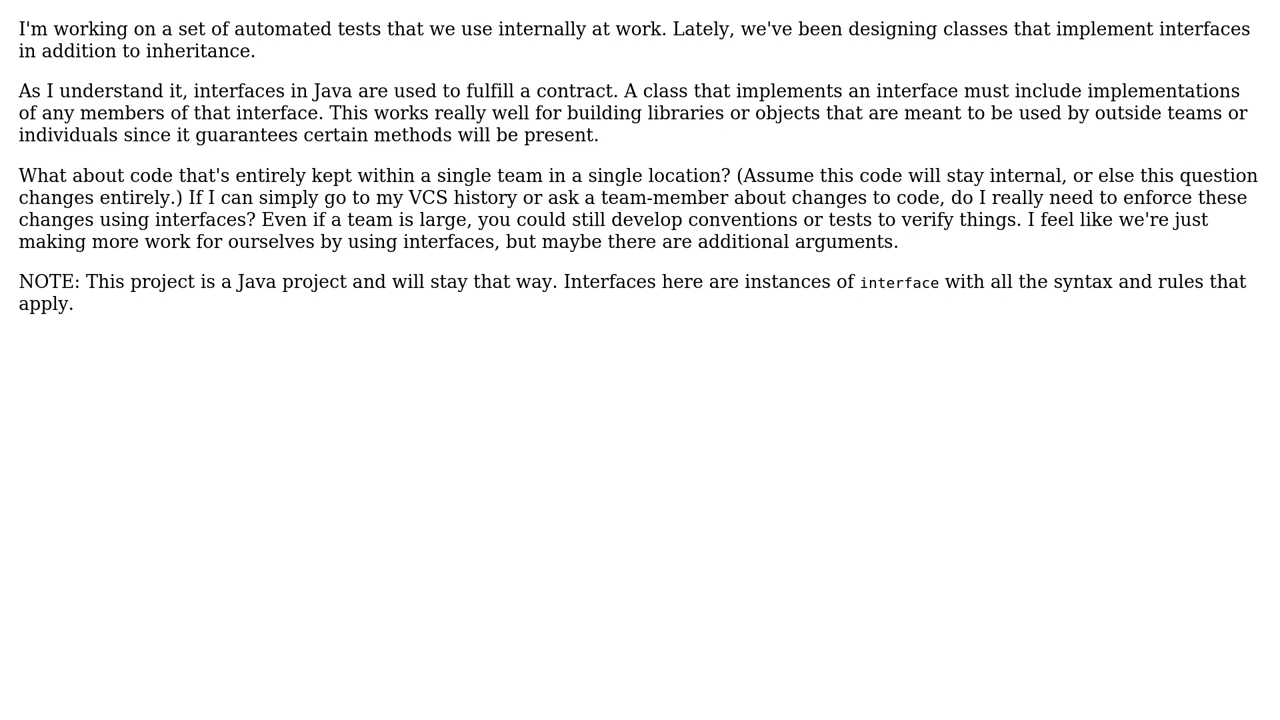 I'm working on a set of automated tests that we use internally at work. Lately, we've been designing classes that implement interfaces
in addition to inheritance.
As I understand it, interfaces in Java are used to fulfill a contract. A class that implements an interface must include implementations
of any members of that interface. This works really well for building libraries or objects that are meant to be used by outside teams or
individuals since it guarantees certain methods will be present.
What about code that's entirely kept within a single team in a single location? (Assume this code will stay internal, or else this question
changes entirely.) If I can simply go to my VCS history or ask a team-member about changes to code, do I really need to enforce these
changes using interfaces? Even if a team is large, you could still develop conventions or tests to verify things. I feel like we're just
making more work for ourselves by using interfaces, but maybe there are additional arguments.
NOTE: This project is a Java project and will stay that way. Interfaces here are instances of interface with all the syntax and rules that
apply.